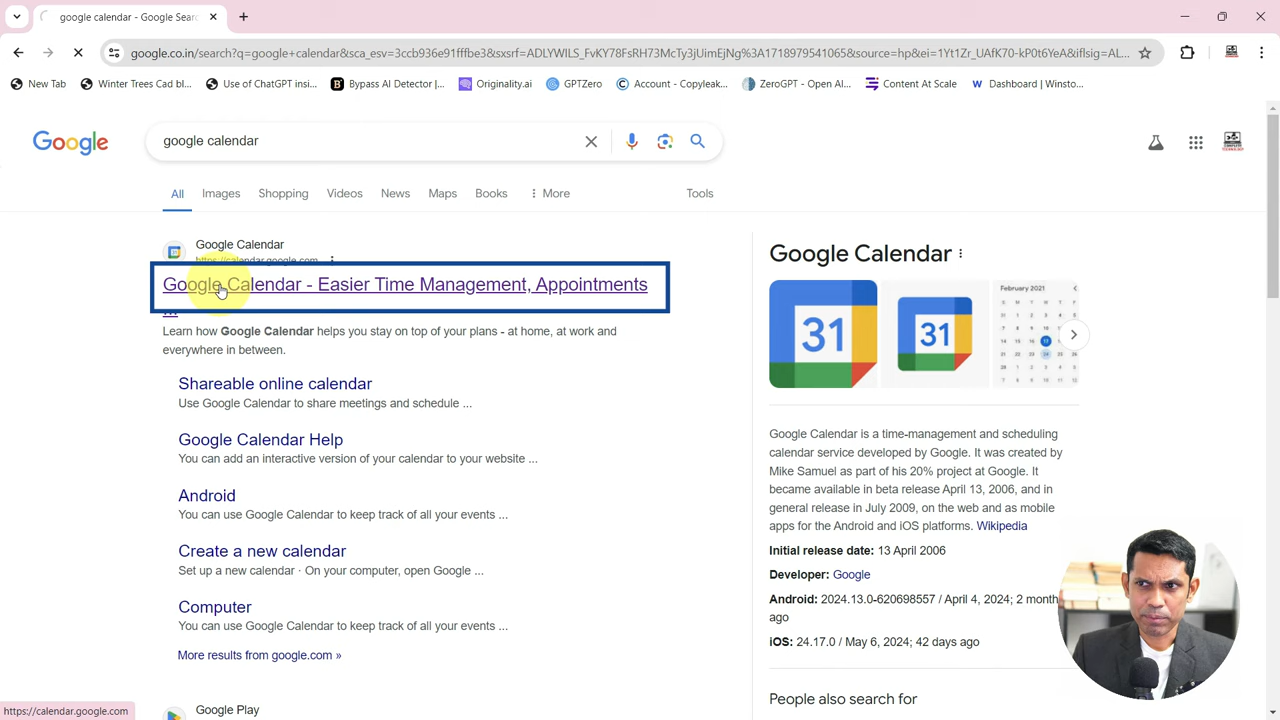 google calendar - Google Sear
google.co.in/search?q=google+calendar&sca_esv=3ccb936e91fffbe3&sxsrf=ADLYWILS_FvKY78FsRH73McTy3jUimEjNg%3A1718975541065&source=hp&ei=1Yt1Zr_UAfK70-kP0t6YeA&iflsig=AL...
New Tab
Winter Trees Cad bl...
Use of ChatGPT insi...
Bypass AI Detector |...
Originality.ai
GPTZero
Account - Copyleak...
ZeroGPT - Open AI...
Content At Scale
Dashboard | Winsto...
Google
google calendar
All
Images
Shopping
Videos
News
Maps
Books
More
Tools
Google Calendar
https://calendar.google.com
Google Calendar - Easier Time Management, Appointments
...
Learn how Google Calendar helps you stay on top of your plans - at home, at work and
everywhere in between.
Shareable online calendar
Use Google Calendar to share meetings and schedule ...
Google Calendar Help
You can add an interactive version of your calendar to your website ...
Android
You can use Google Calendar to keep track of all your events ...
Create a new calendar
Set up a new calendar · On your computer, open Google ...
Computer
You can use Google Calendar to keep track of all your events ...
More results from google.com »
Google Play
Google Calendar
31
31
February 2021
Google Calendar is a time-management and scheduling
calendar service developed by Google. It was created by
Mike Samuel as part of his 20% project at Google. It
became available in beta release April 13, 2006, and in
general release in July 2009, on the web and as mobile
apps for the Android and iOS platforms. Wikipedia
Initial release date: 13 April 2006
Developer: Google
Android: 2024.13.0-620698557 / April 4, 2024; 2 month
ago
iOS: 24.17.0 / May 6, 2024; 42 days ago
People also search for
https://calendar.google.com